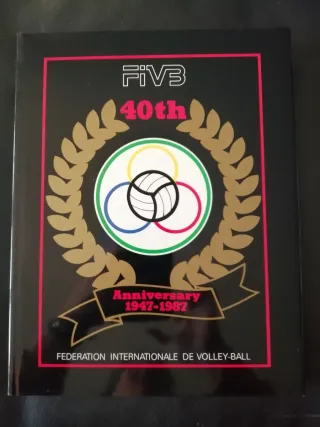 FiVB
40th
Anniversary
1947-1987
FEDERATION INTERNATIONALE DE VOLLEY-BALL